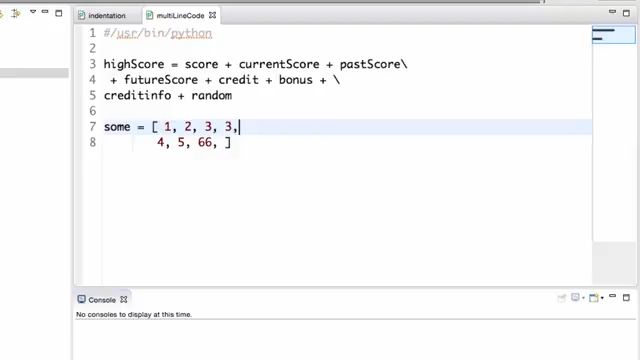 indentation multiLineCode
1 #/usr/bin/python
2
3 highScore = score + currentScore + pastScore\
4 + futureScore + credit + bonus + \
5 creditinfo + random
6
7 some = [ 1, 2, 3, 3,
8 4, 5, 66, ]
Console
No consoles to display at this time.